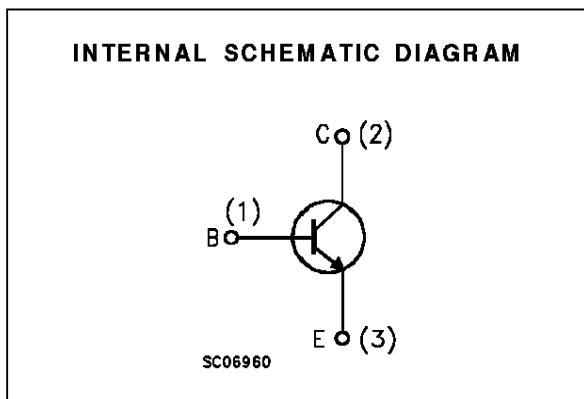 INTERNAL SCHEMATIC DIAGRAM
C (2)
(1)
B
E (3)
SC06960